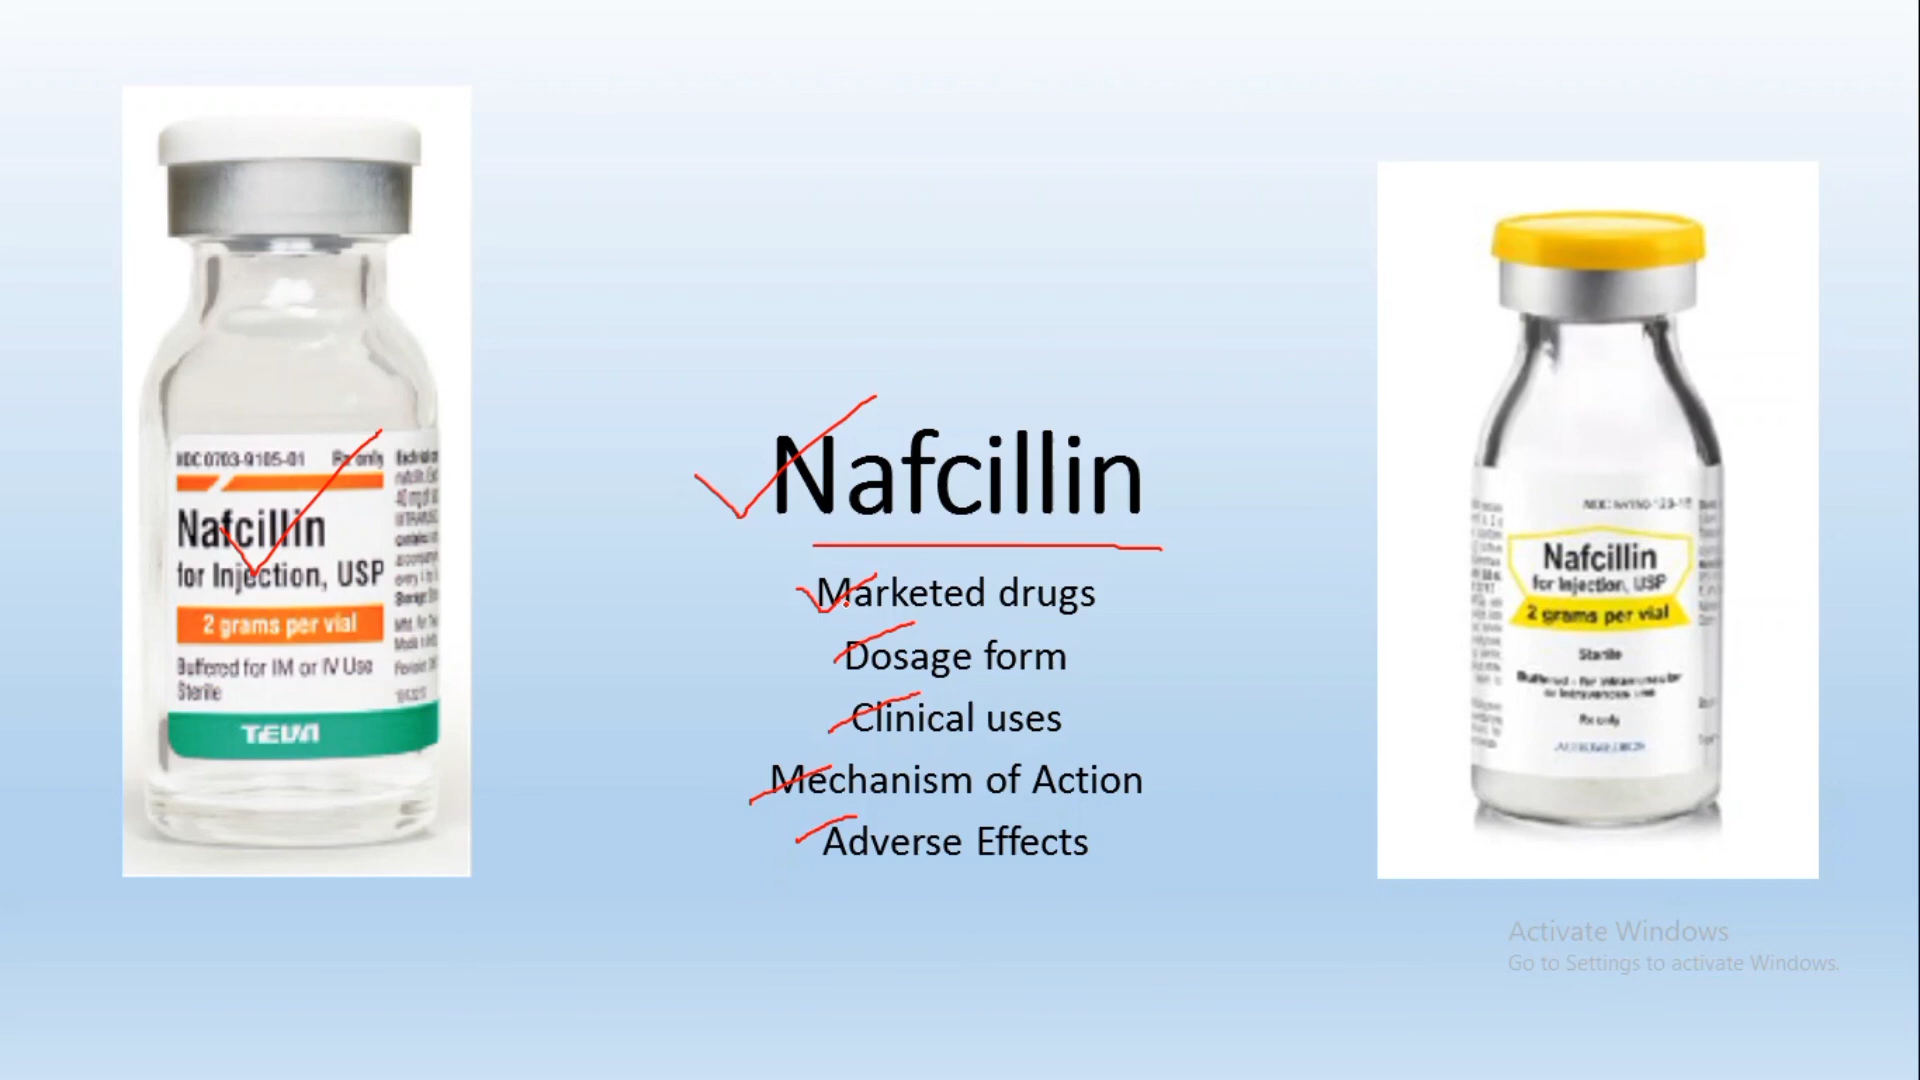 NDC 0703-9105-01 Rx only
Nafcillin
for Injection, USP
2 grams per vial
Buffered for IM or IV Use
Sterile
TEVA
Nafcillin
Marketed drugs
Dosage form
Clinical uses
Mechanism of Action
Adverse Effects
Nafcillin
for Injection, USP
2 grams per vial
Sterile
Rx only
Activate Windows
Go to Settings to activate Windows.